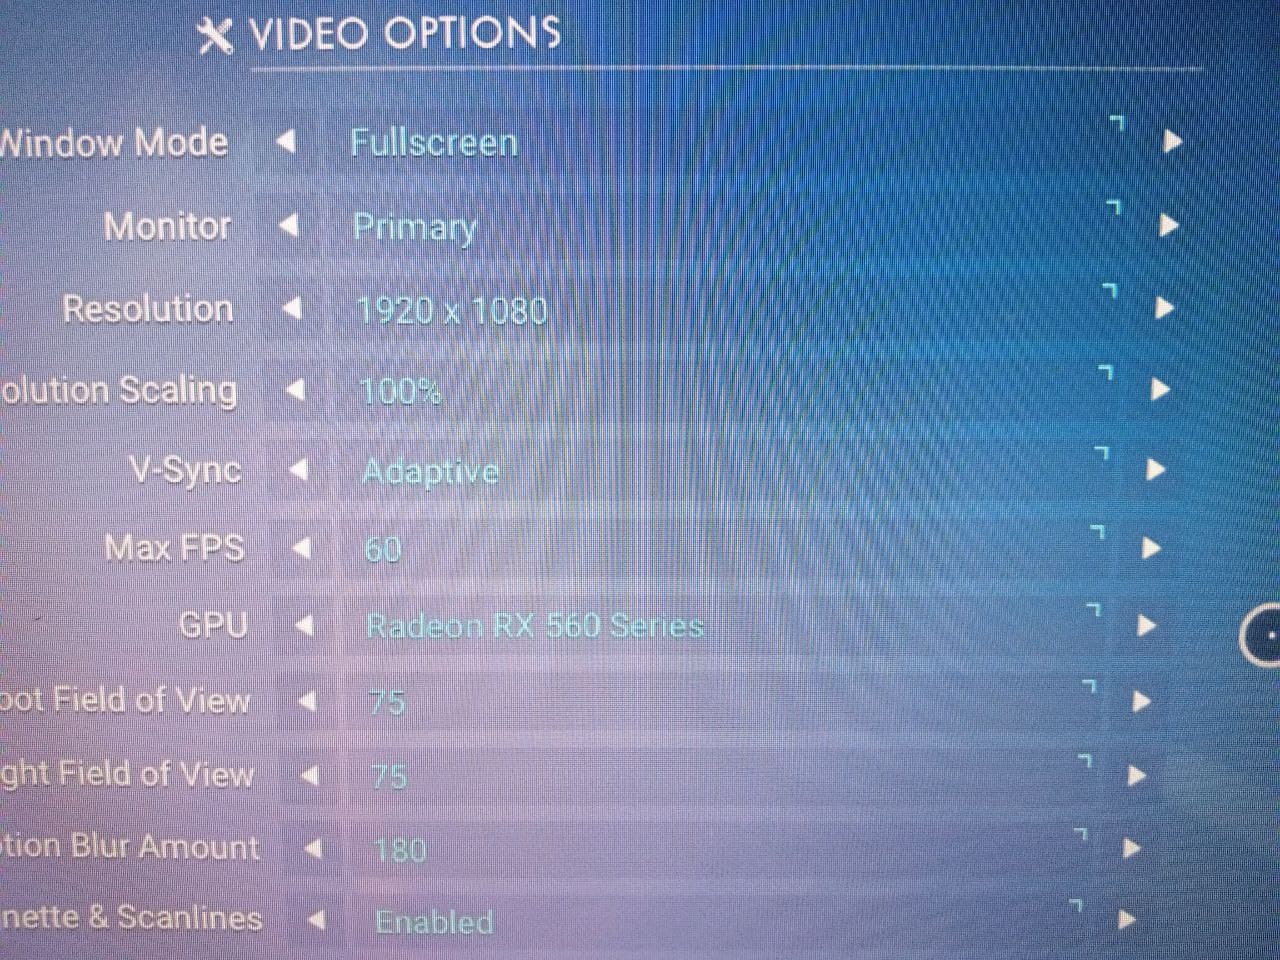 VIDEO OPTIONS
Window Mode Fullscreen
Monitor Primary
Resolution 1920 x 1080
olution Scaling 100%
V-Sync Adaptive
Max FPS 60
GPU Radeon RX 560 Series
oot Field of View 75
ght Field of View 75
tion Blur Amount 180
nette & Scanlines Enabled